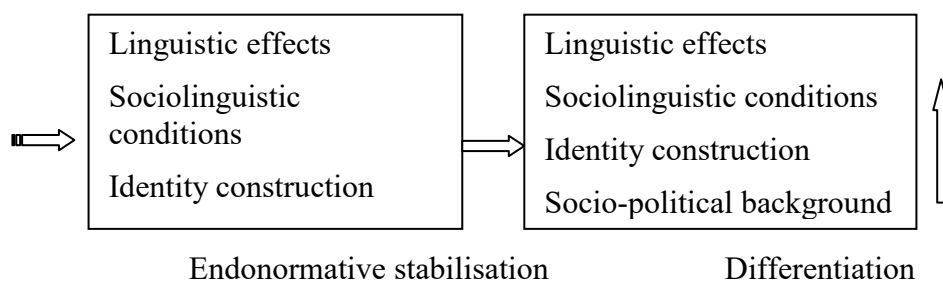 Linguistic effects
Sociolinguistic
conditions
Identity construction
Linguistic effects
Sociolinguistic conditions
Identity construction
Socio-political background
Endonormative stabilisation
Differentiation